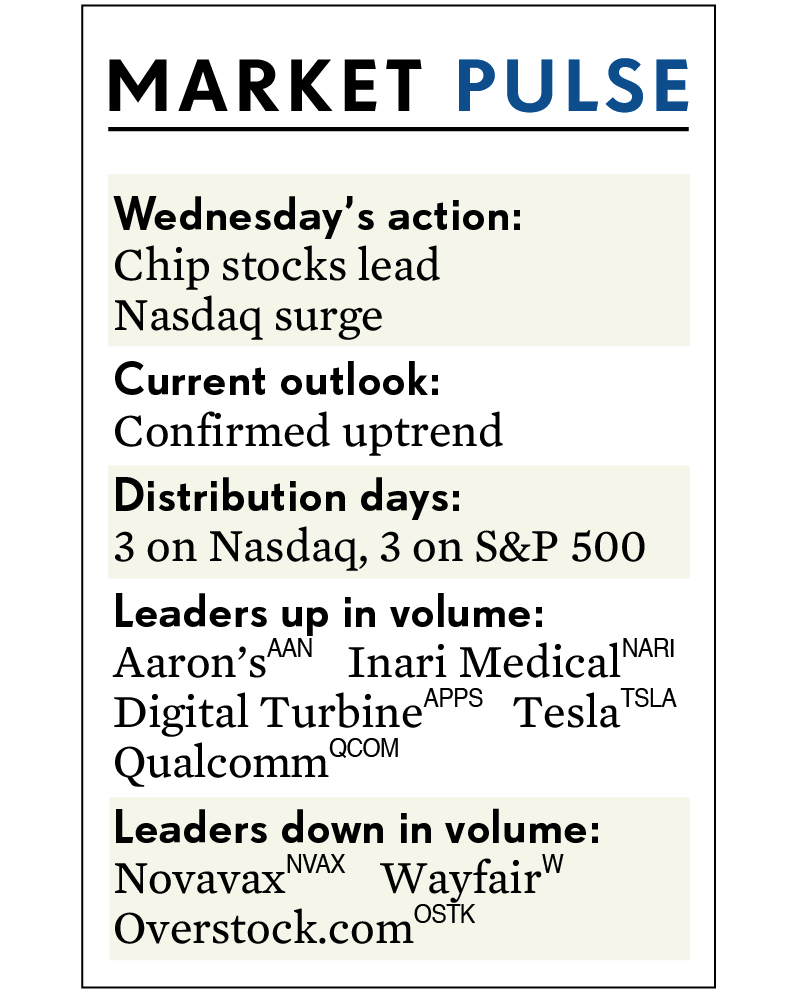 MARKET PULSE
Wednesday’s action:
Chip stocks lead
Nasdaq surge
Current outlook:
Confirmed uptrend
Distribution days:
3 on Nasdaq, 3 on S&P 500
Leaders up in volume:
Aaron’s AAN Inari Medical NARI
Digital Turbine APPS Tesla TSLA
Qualcomm QCOM
Leaders down in volume:
Novavax NVAX Wayfair W
Overstock.com OSTK